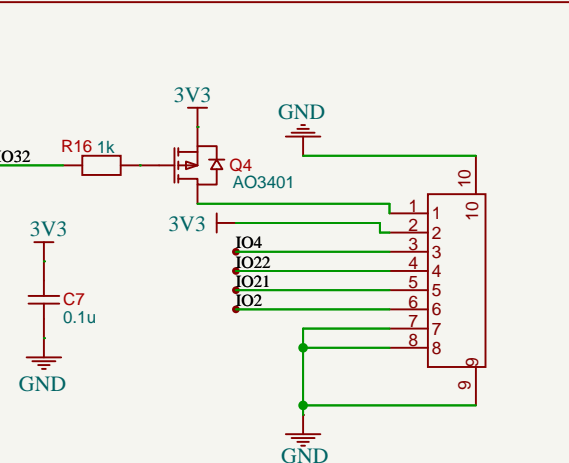 3V3
GND
R16 1k
IO32
Q4
AO3401
10
10
1
1
3V3
2
2
3V3
IO4
3
3
IO22
4
4
IO21
5
5
C7
0.1u
IO2
6
6
7
7
8
8
9
9
GND
GND